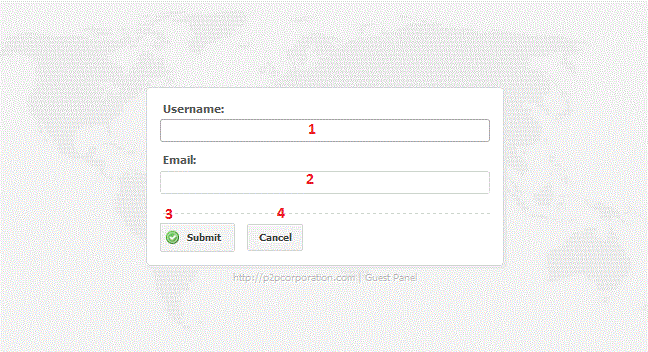 Username:
1
Email:
2
3
4
Submit
Cancel
http://p2pcorporation.com | Guest Panel